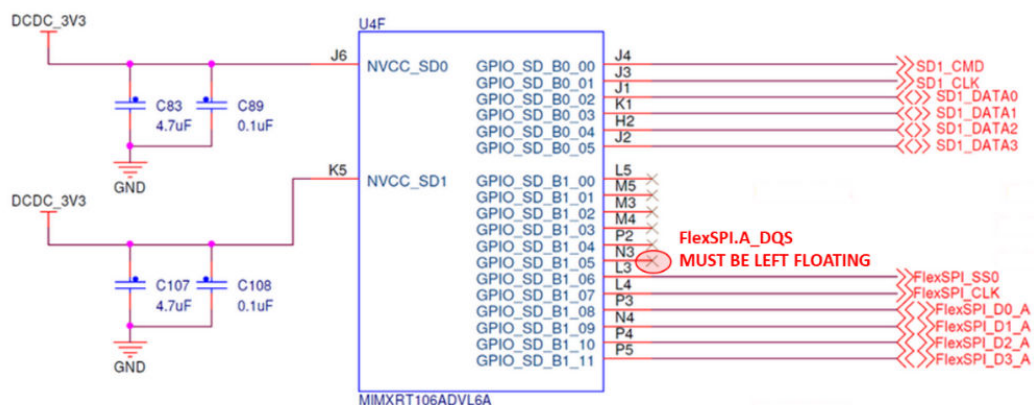 DCDC_3V3
U4F
J6
NVCC_SD0
C83
4.7uF
C89
0.1uF
GND
DCDC_3V3
K5
NVCC_SD1
C107
4.7uF
C108
0.1uF
GND
GPIO_SD_B0_00 J4 SD1_CMD
GPIO_SD_B0_01 J3 SD1_CLK
GPIO_SD_B0_02 J1 SD1_DATA0
GPIO_SD_B0_03 K1 SD1_DATA1
GPIO_SD_B0_04 H2 SD1_DATA2
GPIO_SD_B0_05 J2 SD1_DATA3
GPIO_SD_B1_00 L5
GPIO_SD_B1_01 M5
GPIO_SD_B1_02 M3
GPIO_SD_B1_03 M4
GPIO_SD_B1_04 P2
GPIO_SD_B1_05 N3
FlexSPI.A_DQS
MUST BE LEFT FLOATING
GPIO_SD_B1_06 L3 FlexSPI_SS0
GPIO_SD_B1_07 L4 FlexSPI_CLK
GPIO_SD_B1_08 P3 FlexSPI_D0_A
GPIO_SD_B1_09 N4 FlexSPI_D1_A
GPIO_SD_B1_10 P4 FlexSPI_D2_A
GPIO_SD_B1_11 P5 FlexSPI_D3_A
MIMXRT106ADVL6A